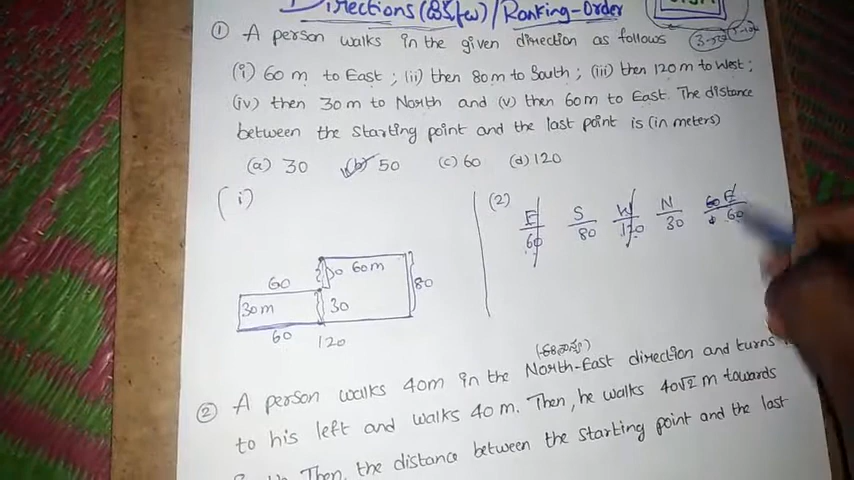 Directions (దిక్కులు) / Ranking-Order
① A person walks in the given direction as follows
(i) 60 m to East ; (ii) then 80 m to South ; (iii) then 120 m to West ;
(iv) then 30 m to North and (v) then 60 m to East. The distance
between the starting point and the last point is (in meters)
(a) 30 (b) 50 (c) 60 (d) 120
(i)
60 60m 80
30m 30
60 120
(2)
E S W N E
60 80 120 30 60
② A person walks 40m in the North-East direction and turns
to his left and walks 40 m. Then, he walks 40√2 m towards
Then, the distance between the starting point and the last